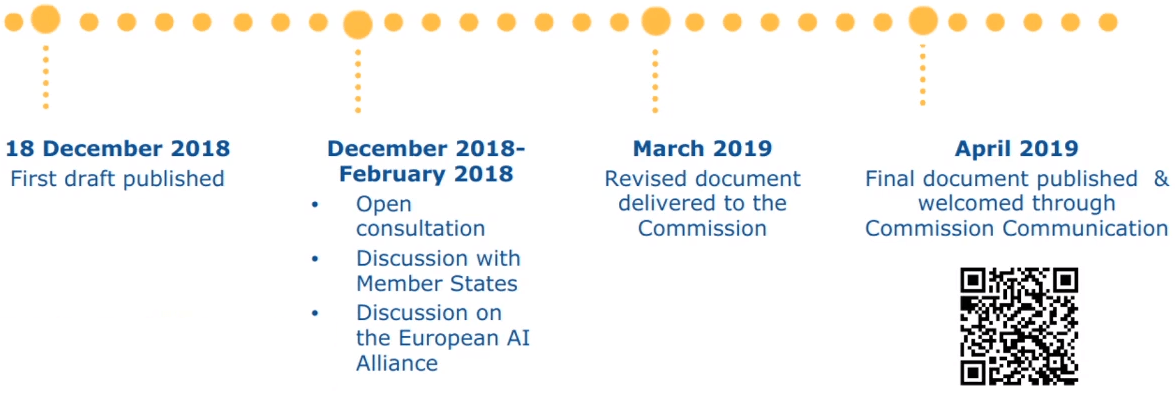 18 December 2018
First draft published
December 2018-
February 2018
• Open
consultation
• Discussion with
Member States
• Discussion on
the European AI
Alliance
March 2019
Revised document
delivered to the
Commission
April 2019
Final document published &
welcomed through
Commission Communication